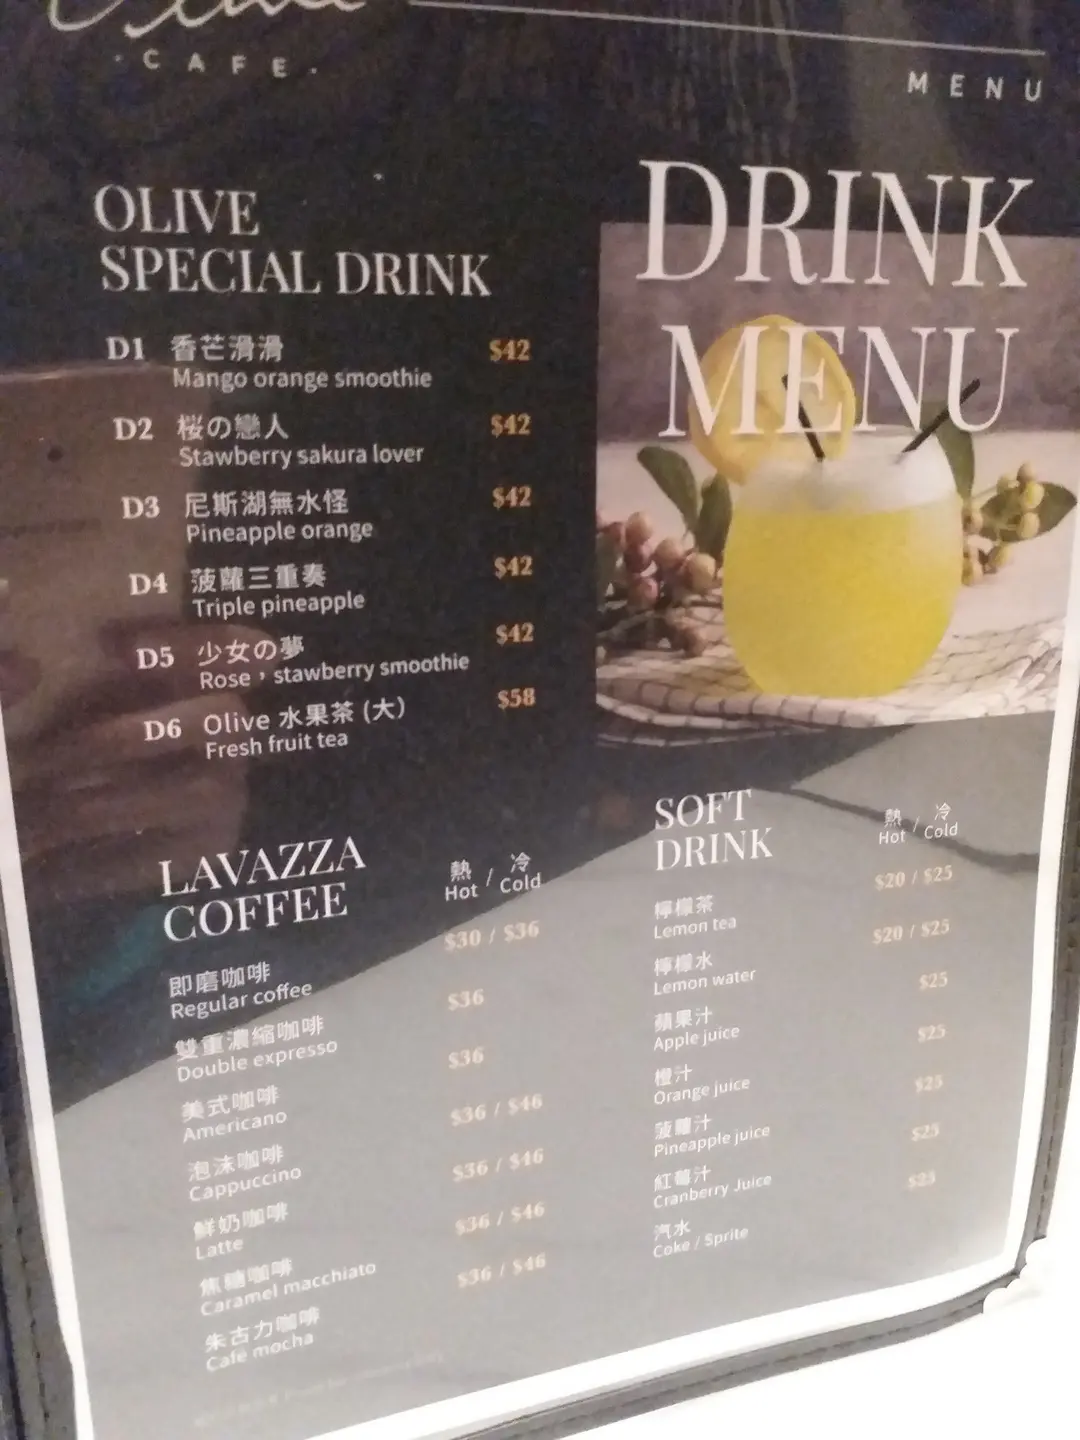 · CAFE ·
MENU
DRINK
MENU
OLIVE
SPECIAL DRINK
D1 香芒滑滑 $42
Mango orange smoothie
D2 桜の戀人 $42
Stawberry sakura lover
D3 尼斯湖無水怪 $42
Pineapple orange
D4 菠蘿三重奏 $42
Triple pineapple
D5 少女の夢 $42
Rose，stawberry smoothie
D6 Olive 水果茶 (大) $58
Fresh fruit tea
LAVAZZA
COFFEE
熱 / 冷
Hot / Cold
即磨咖啡 $30 / $36
Regular coffee
雙重濃縮咖啡 $36
Double expresso
美式咖啡 $36
Americano
泡沫咖啡 $36 / $46
Cappuccino
鮮奶咖啡 $36 / $46
Latte
焦糖咖啡 $36 / $46
Caramel macchiato
朱古力咖啡 $36 / $46
Cafe mocha
SOFT
DRINK
熱 / 冷
Hot / Cold
檸檬茶 $20 / $25
Lemon tea
檸檬水 $20 / $25
Lemon water
蘋果汁 $25
Apple juice
橙汁 $25
Orange juice
菠蘿汁 $25
Pineapple juice
紅莓汁 $25
Cranberry Juice
汽水 $25
Coke / Sprite